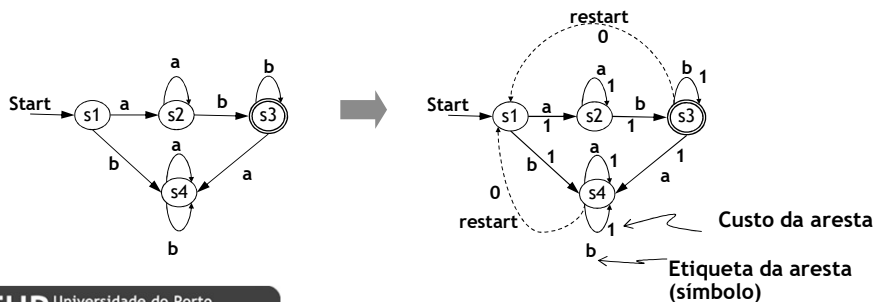 restart
0
a
b
a
1
b
1
Start
s1
a
s2
b
s3
Start
s1
a
1
s2
b
1
s3
b
a
a
b
1
a
1
1
a
s4
s4
0
b
restart
1
b
Custo da aresta
Etiqueta da aresta
(símbolo)
Universidade do Porto